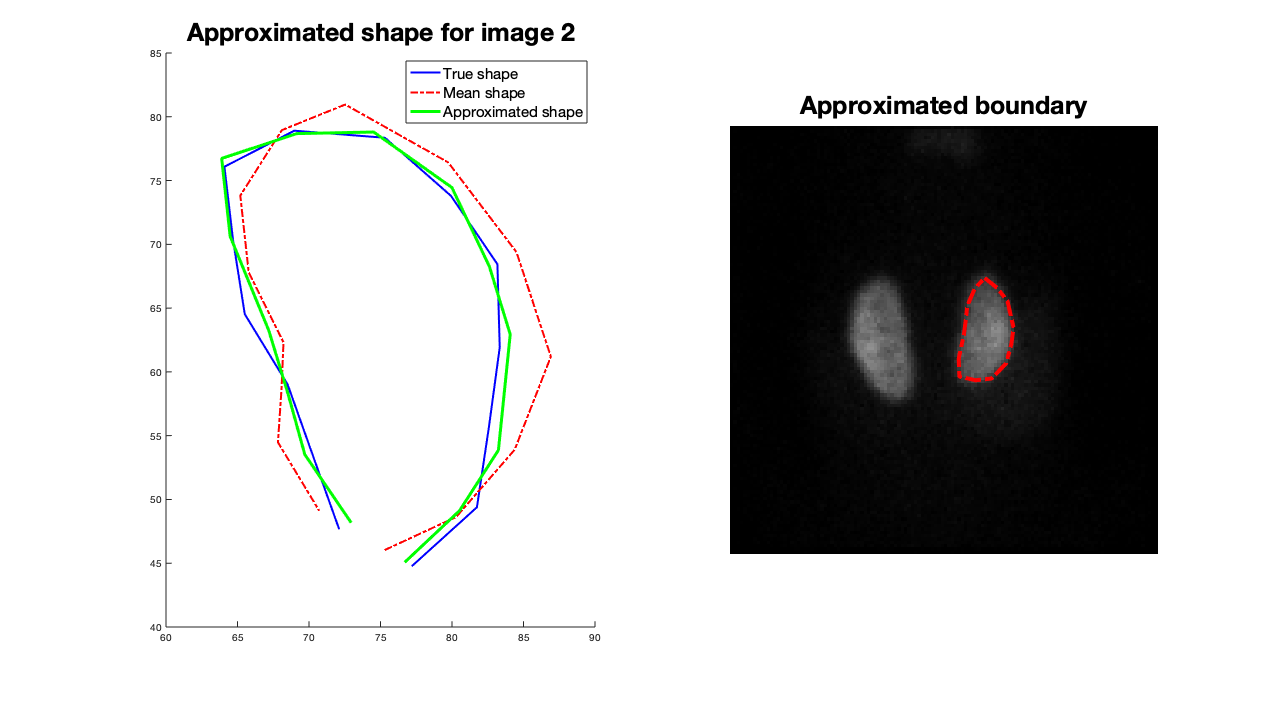 Approximated shape for image 2
85
80
75
70
65
60
55
50
45
40
60 65 70 75 80 85 90
True shape
Mean shape
Approximated shape
Approximated boundary